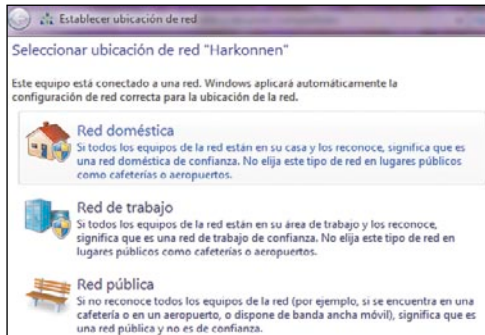 Establecer ubicación de red
Seleccionar ubicación de red "Harkonnen"
Este equipo está conectado a una red. Windows aplicará automáticamente la
configuración de red correcta para la ubicación de la red.
Red doméstica
Si todos los equipos de la red están en su casa y los reconoce, significa que es
una red doméstica de confianza. No elija este tipo de red en lugares públicos
como cafeterías o aeropuertos.
Red de trabajo
Si todos los equipos de la red están en su área de trabajo y los reconoce,
significa que es una red de trabajo de confianza. No elija este tipo de red en
lugares públicos como cafeterías o aeropuertos.
Red pública
Si no reconoce todos los equipos de la red (por ejemplo, si se encuentra en una
cafetería o en un aeropuerto, o dispone de banda ancha móvil), significa que es
una red pública y no es de confianza.